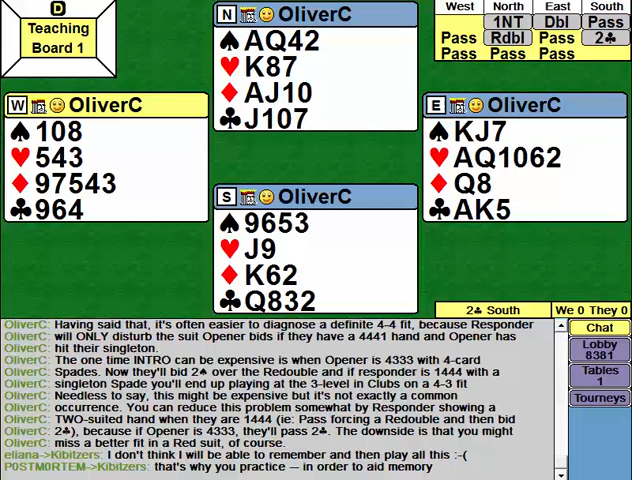 D
Teaching
Board 1
N OliverC
♠AQ42
♥K87
♦AJ10
♣J107
West North East South
1NT Dbl Pass
Pass Rdbl Pass 2♣
Pass Pass Pass
W OliverC
♠108
♥543
♦97543
♣964
E OliverC
♠KJ7
♥AQ1062
♦Q8
♣AK5
S OliverC
♠9653
♥J9
♦K62
♣Q832
2♣ South We 0 They 0
OliverC: Having said that, it's often easier to diagnose a definite 4-4 fit, because Responder
OliverC: will ONLY disturb the suit Opener bids if they have a 4441 hand and Opener has
OliverC: hit their singleton.
OliverC: The one time INTRO can be expensive is when Opener is 4333 with 4-card
OliverC: Spades. Now they'll bid 2♠ over the Redouble and if responder is 1444 with a
OliverC: singleton Spade you'll end up playing at the 3-level in Clubs on a 4-3 fit
OliverC: Needless to say, this might be expensive but it's not exactly a common
OliverC: occurrence. You can reduce this problem somewhat by Responder showing a
OliverC: TWO-suited hand when they are 1444 (ie: Pass forcing a Redouble and then bid
OliverC: 2♣), because if Opener is 4333, they'll pass 2♣. The downside is that you might
OliverC: miss a better fit in a Red suit, of course.
eliana->Kibitzers: I don't think I will be able to remember and then play all this :-(
P0STM0RTEM->Kibitzers: that's why you practice -- in order to aid memory
Chat
Lobby
8381
Tables
1
Tourneys